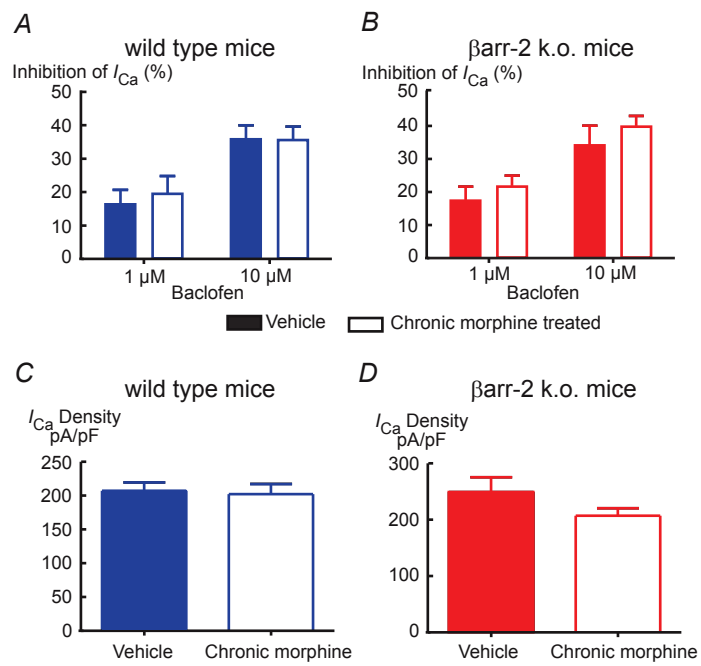 A
wild type mice
Inhibition of ICa (%)
50
40
30
20
10
0
1 µM
10 µM
Baclofen
B
βarr-2 k.o. mice
Inhibition of ICa (%)
50
40
30
20
10
0
1 µM
10 µM
Baclofen
Vehicle
Chronic morphine treated
C
wild type mice
ICa Density
pA/pF
250
200
150
100
50
0
Vehicle
Chronic morphine
D
βarr-2 k.o. mice
ICa Density
pA/pF
300
200
100
0
Vehicle
Chronic morphine